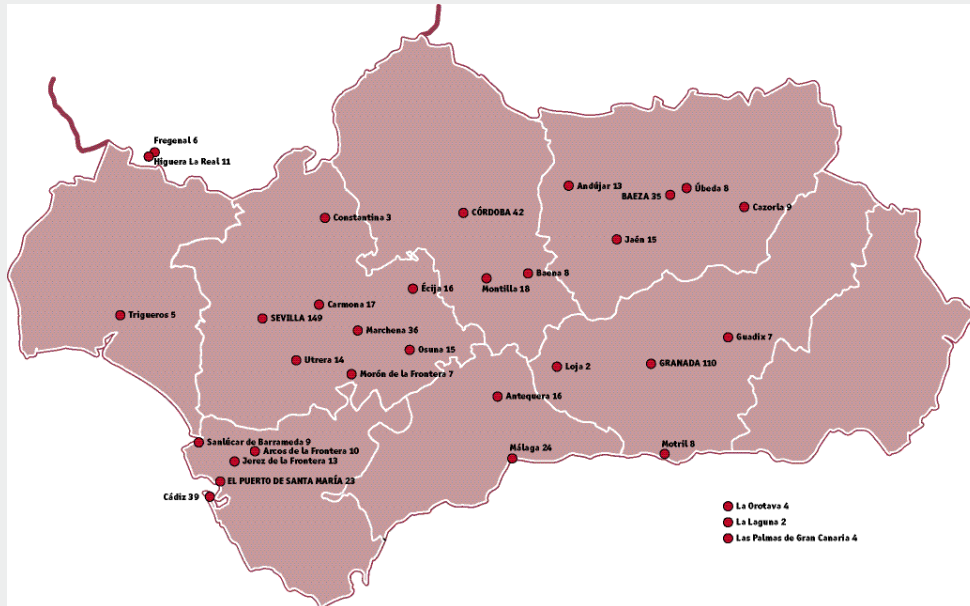 Fregenal 6
Higuera La Real 11
Andújar 13
Úbeda 8
BAEZA 35
Cazorla 9
CÓRDOBA 42
Constantina 3
Jaén 15
Baena 8
Montilla 18
Écija 16
Carmona 17
Trigueros 5
SEVILLA 149
Marchena 36
Guadix 7
Osuna 15
Utrera 14
GRANADA 110
Loja 2
Morón de la Frontera 7
Antequera 16
Sanlúcar de Barrameda 9
Málaga 24
Arcos de la Frontera 10
Motril 8
Jerez de la Frontera 13
EL PUERTO DE SANTA MARÍA 23
Cádiz 39
La Orotava 4
La Laguna 2
Las Palmas de Gran Canaria 4